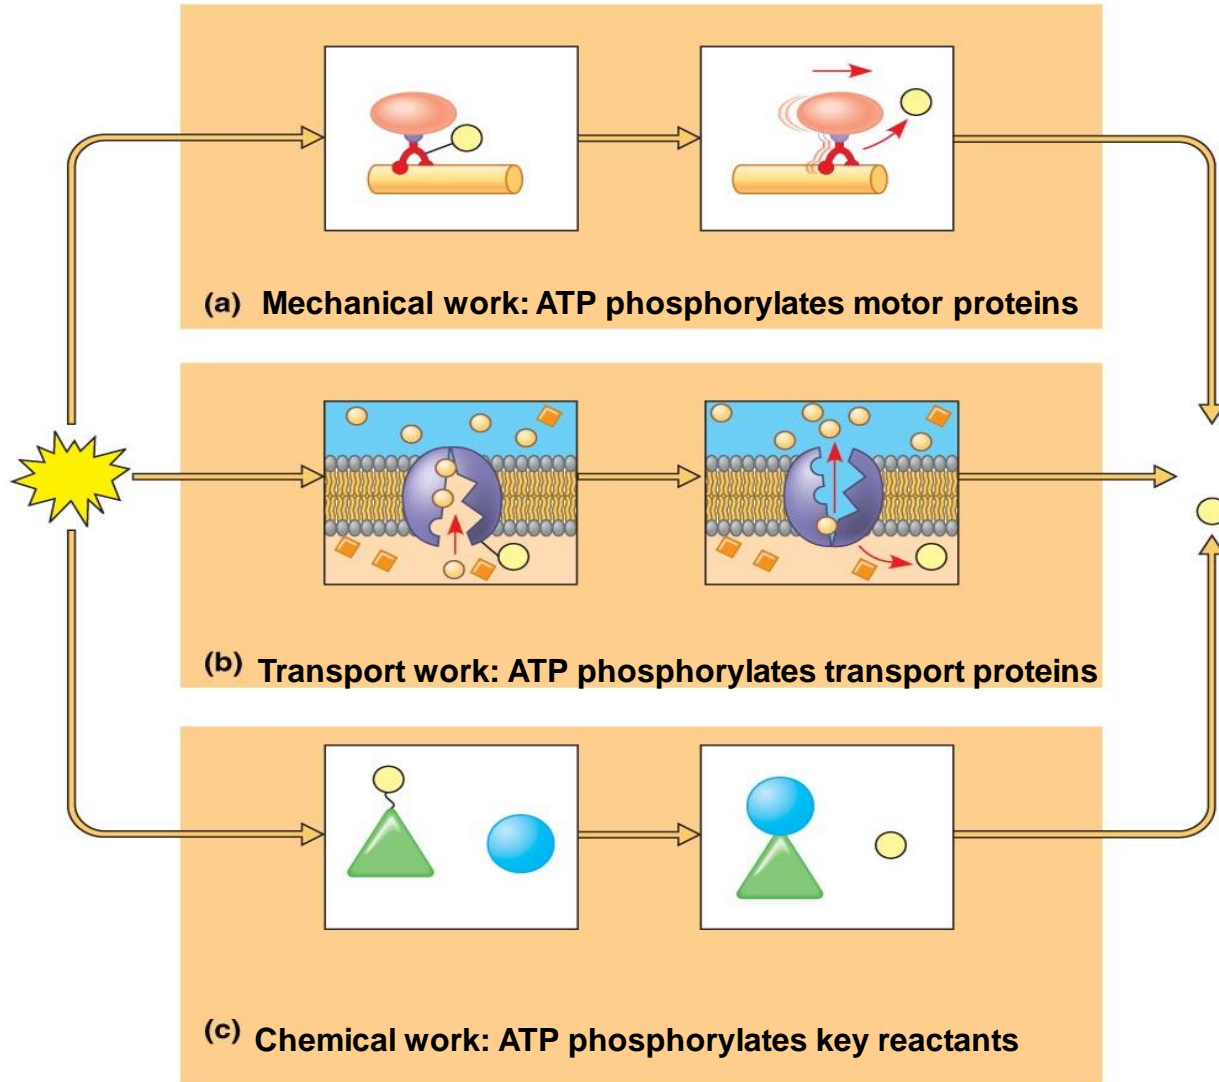 (a) Mechanical work: ATP phosphorylates motor proteins
(b) Transport work: ATP phosphorylates transport proteins
(c) Chemical work: ATP phosphorylates key reactants